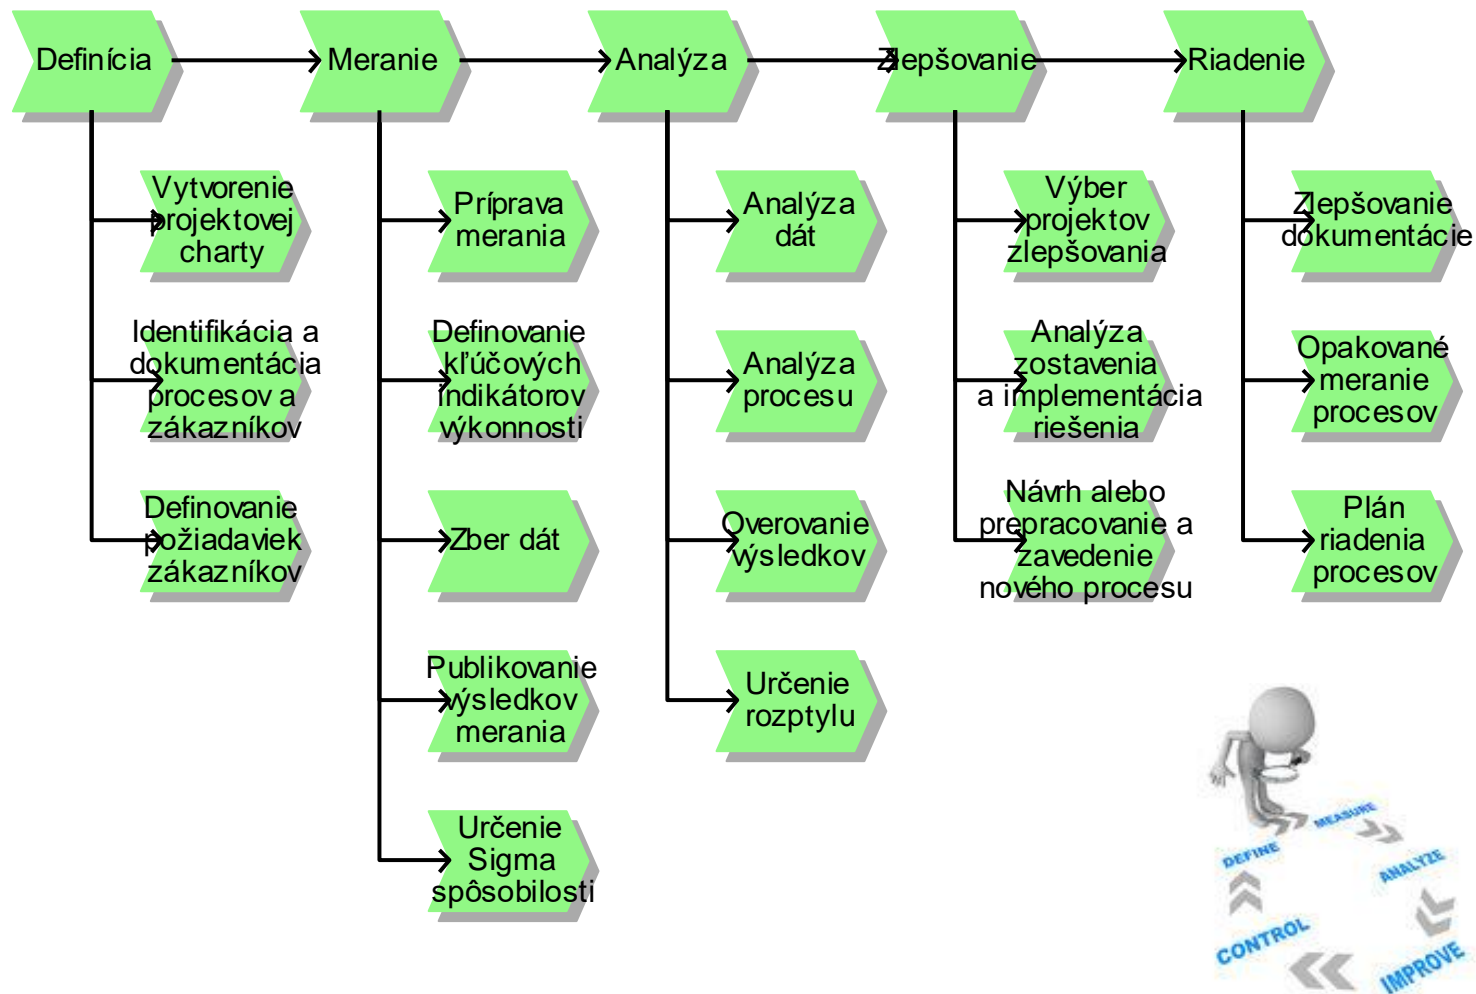 Definícia
Meranie
Analýza
Zlepšovanie
Riadenie
Vytvorenie
projektovej
charty
Identifikácia a
dokumentácia
procesov a
zákazníkov
Definovanie
požiadaviek
zákazníkov
Príprava
merania
Definovanie
kľúčových
indikátorov
výkonnosti
Zber dát
Publikovanie
výsledkov
merania
Určenie
Sigma
spôsobilosti
Analýza
dát
Analýza
procesu
Overovanie
výsledkov
Určenie
rozptylu
Výber
projektov
zlepšovania
Analýza
zostavenia
a implementácia
riešenia
Návrh alebo
prepracovanie a
zavedenie
nového procesu
Zlepšovanie
dokumentácie
Opakované
meranie
procesov
Plán
riadenia
procesov
MEASURE
DEFINE
ANALYZE
CONTROL
IMPROVE